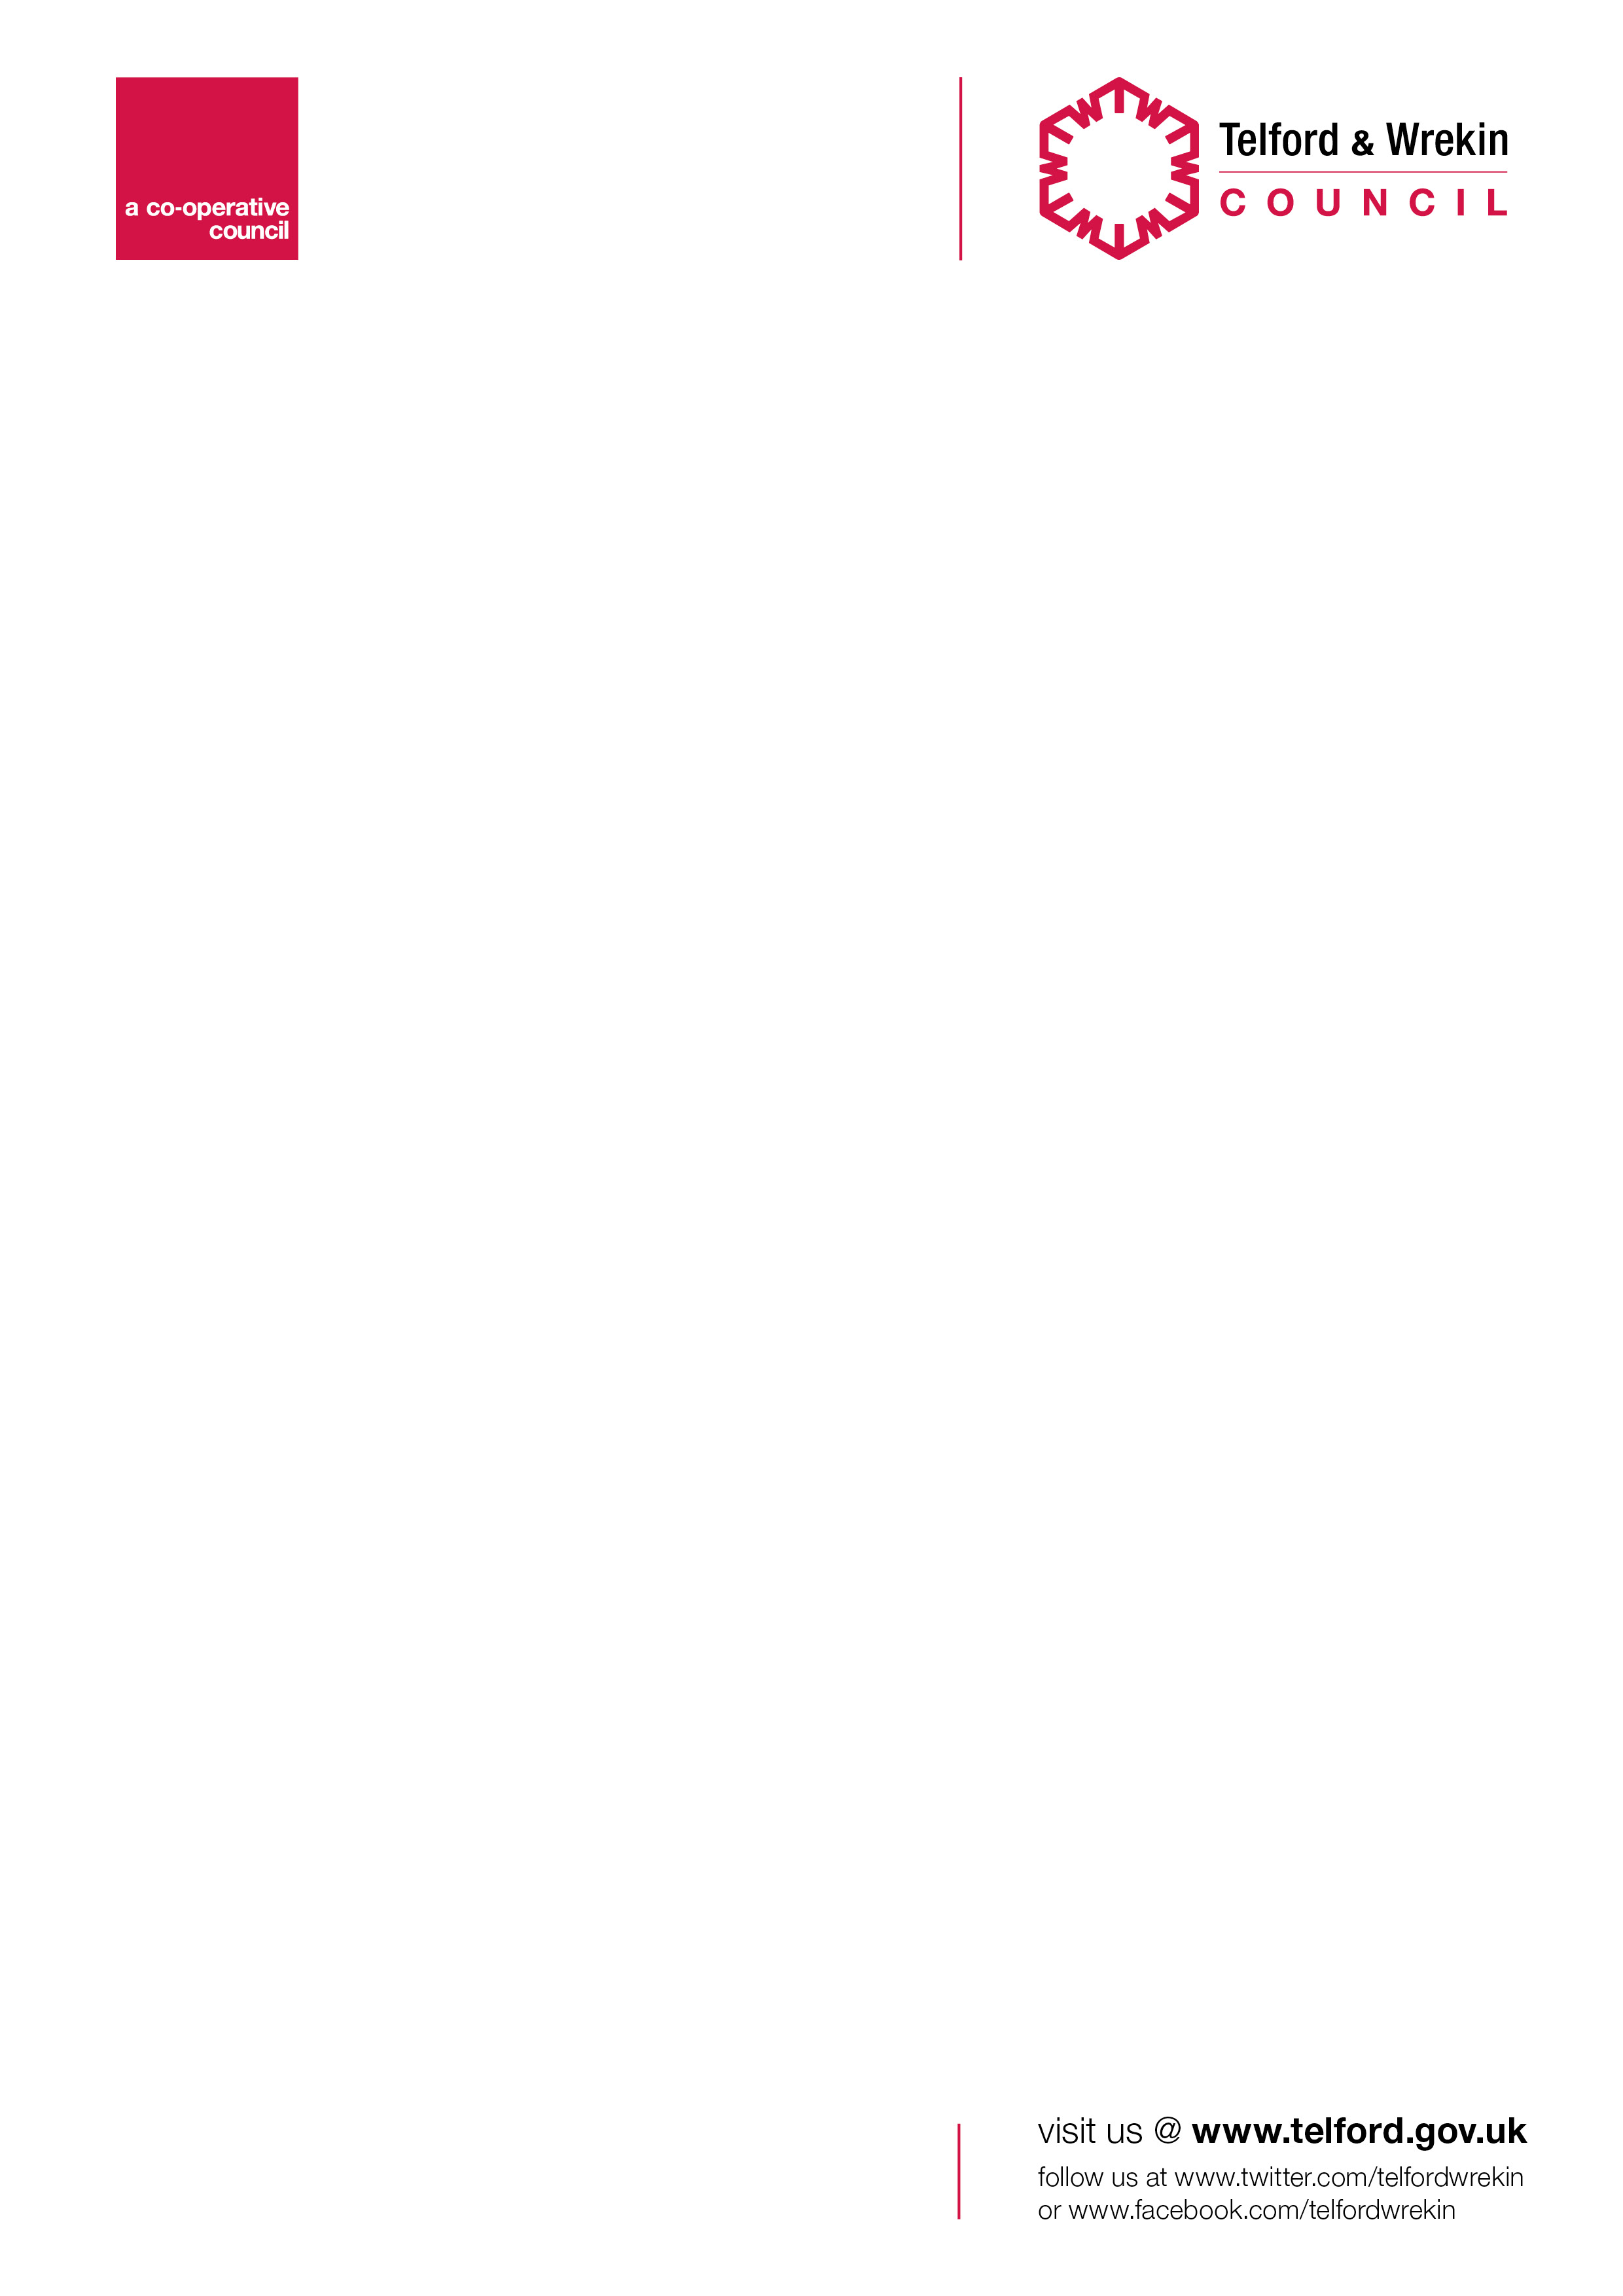 a co-operative
council
Telford & Wrekin
COUNCIL
visit us @ www.telford.gov.uk
follow us at www.twitter.com/telfordwrekin
or www.facebook.com/telfordwrekin